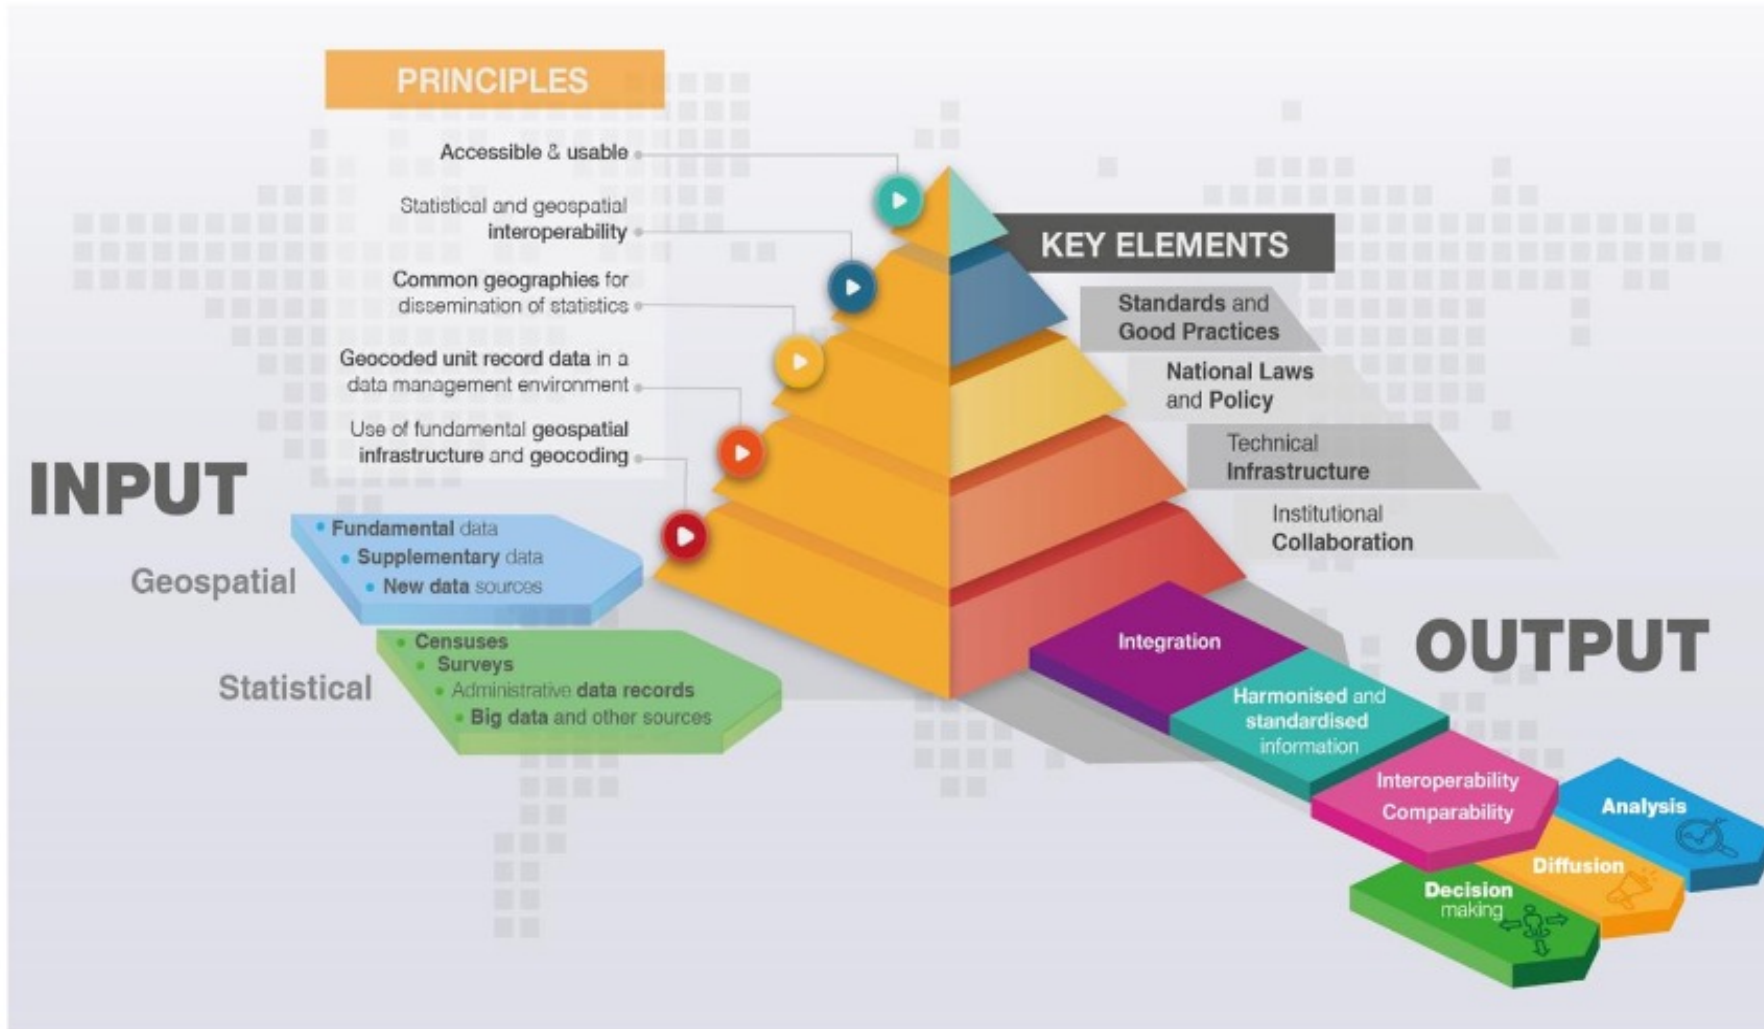 PRINCIPLES
Accessible & usable
Statistical and geospatial
interoperability
Common geographies for
dissemination of statistics
Geocoded unit record data in a
data management environment
Use of fundamental geospatial
infrastructure and geocoding
KEY ELEMENTS
Standards and
Good Practices
National Laws
and Policy
Technical
Infrastructure
Institutional
Collaboration
INPUT
Geospatial
• Fundamental data
• Supplementary data
• New data sources
Statistical
• Censuses
• Surveys
• Administrative data records
• Big data and other sources
OUTPUT
Integration
Harmonised and
standardised
information
Interoperability
Comparability
Analysis
Diffusion
Decision
making